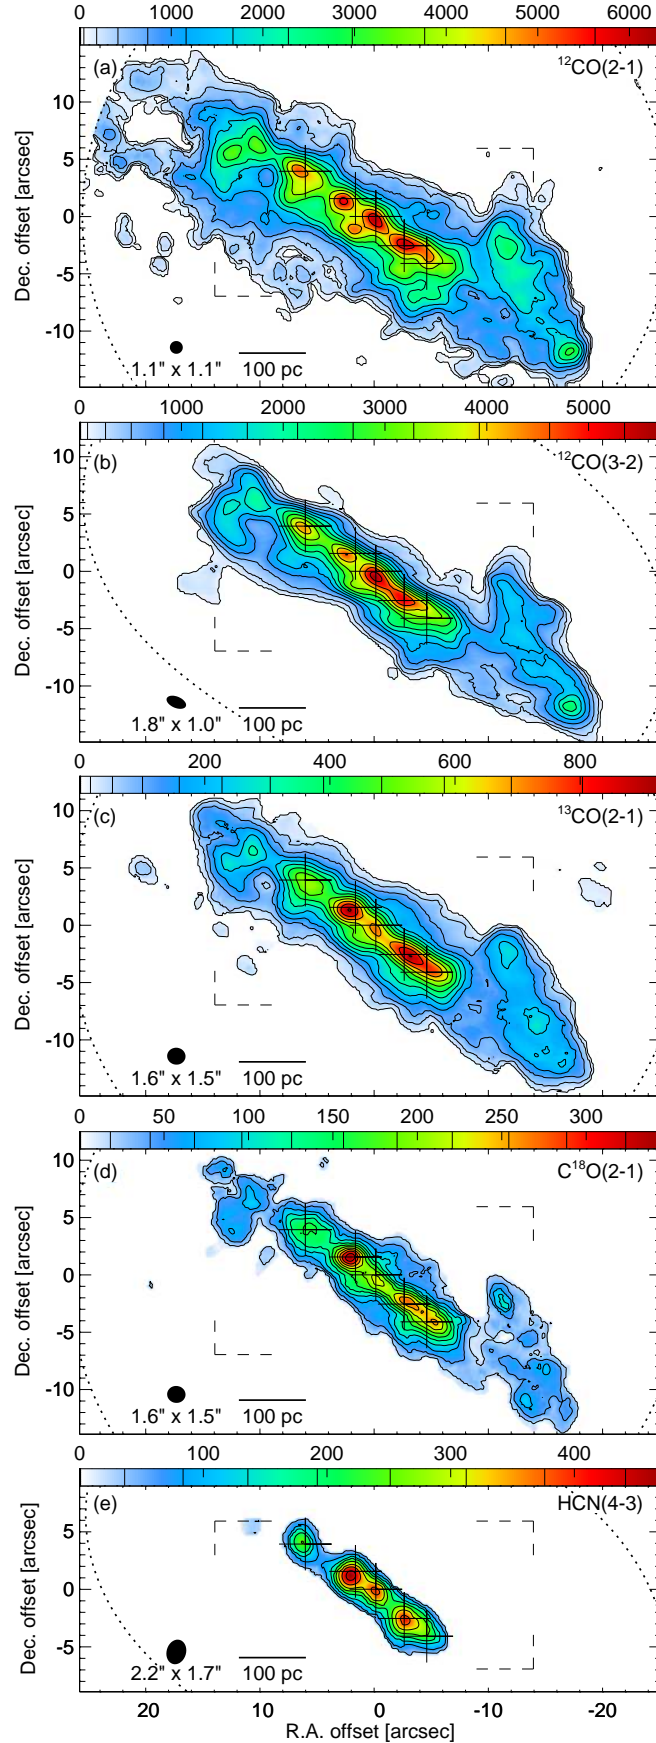 0 1000 2000 3000 4000 5000 6000
(a) ¹²CO(2-1)
10
5
0
-5
-10
Dec. offset [arcsec]
1.1" x 1.1" 100 pc
0 1000 2000 3000 4000 5000
(b) ¹²CO(3-2)
10
5
0
-5
-10
Dec. offset [arcsec]
1.8" x 1.0" 100 pc
0 200 400 600 800
(c) ¹³CO(2-1)
10
5
0
-5
-10
Dec. offset [arcsec]
1.6" x 1.5" 100 pc
0 50 100 150 200 250 300
(d) C¹⁸O(2-1)
10
5
0
-5
-10
Dec. offset [arcsec]
1.6" x 1.5" 100 pc
0 100 200 300 400
(e) HCN(4-3)
5
0
-5
Dec. offset [arcsec]
2.2" x 1.7" 100 pc
20 10 0 -10 -20
R.A. offset [arcsec]